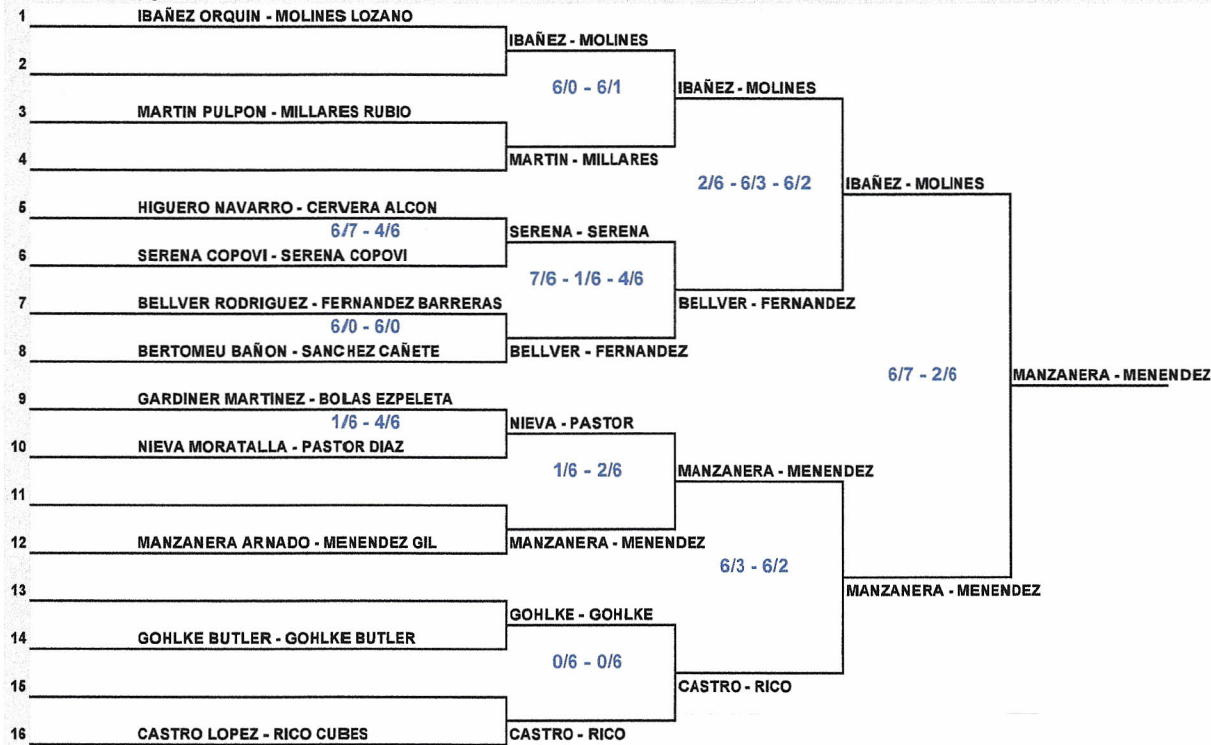 1 IBAÑEZ ORQUIN - MOLINES LOZANO
IBAÑEZ - MOLINES
2
6/0 - 6/1
IBAÑEZ - MOLINES
3 MARTIN PULPON - MILLARES RUBIO
4
MARTIN - MILLARES
2/6 - 6/3 - 6/2
IBAÑEZ - MOLINES
5 HIGUERO NAVARRO - CERVERA ALCON
6/7 - 4/6
SERENA - SERENA
6 SERENA COPOVI - SERENA COPOVI
7/6 - 1/6 - 4/6
7 BELLVER RODRIGUEZ - FERNANDEZ BARRERAS
BELLVER - FERNANDEZ
6/0 - 6/0
8 BERTOMEU BAÑON - SANCHEZ CAÑETE
BELLVER - FERNANDEZ
6/7 - 2/6
MANZANERA - MENENDEZ
9 GARDINER MARTINEZ - BOLAS EZPELETA
1/6 - 4/6
NIEVA - PASTOR
10 NIEVA MORATALLA - PASTOR DIAZ
1/6 - 2/6
MANZANERA - MENENDEZ
11
12 MANZANERA ARNADO - MENENDEZ GIL
MANZANERA - MENENDEZ
6/3 - 6/2
MANZANERA - MENENDEZ
13
GOHLKE - GOHLKE
14 GOHLKE BUTLER - GOHLKE BUTLER
0/6 - 0/6
CASTRO - RICO
15
16 CASTRO LOPEZ - RICO CUBES
CASTRO - RICO